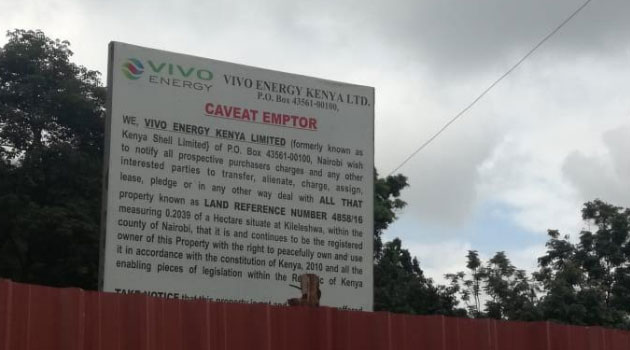 VIVO
ENERGY
VIVO ENERGY KENYA LTD.
P.O. Box 43561-00100,
CAVEAT EMPTOR
WE, VIVO ENERGY KENYA LIMITED (formerly known as
Kenya Shell Limited} of P.O. Box 43561-00100, Nairobi wish
to notify all prospective purchasers charges and any other
interested parties to transfer, alienate, charge, assign,
lease, pledge or in any other way deal with ALL THAT
property known as LAND REFERENCE NUMBER 4858/16
measuring 0.2039 of a Hectare situate at Kileleshwa, within the
county of Nairobi, that it is and continues to be the registered
owner of this Property with the right to peacefully own and use
it in accordance with the constitution of Kenya, 2010 and all the
enabling pieces of legislation within the of Kenya
TAKE NOTICE that this property